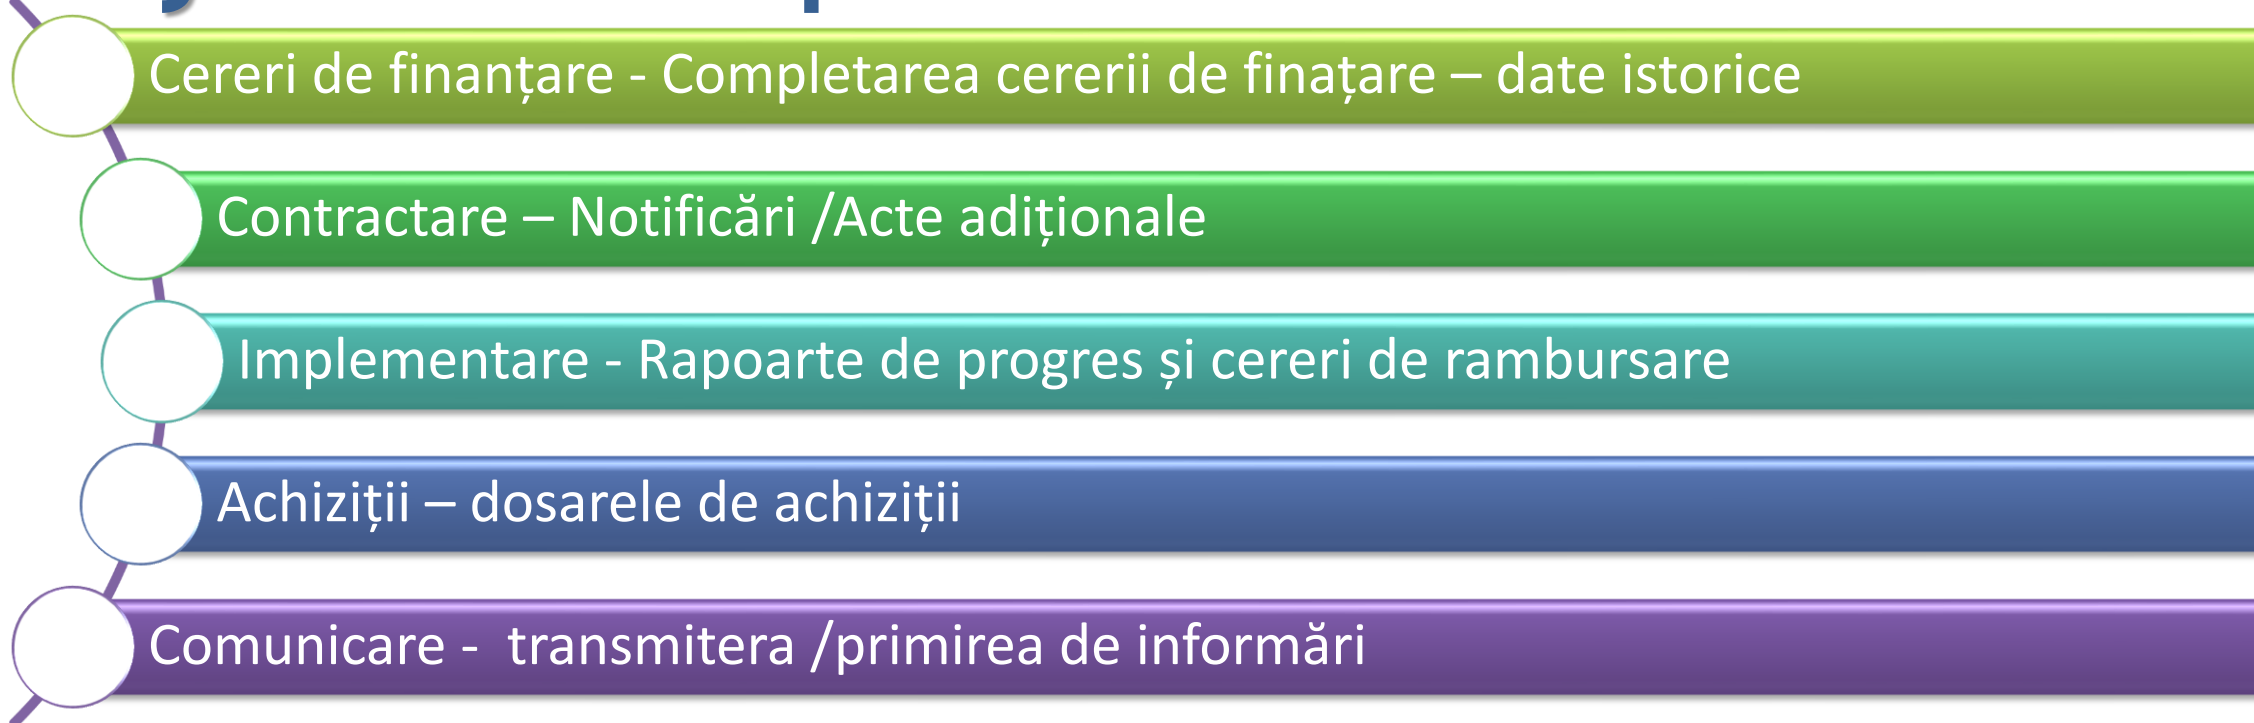 Cereri de finanțare - Completarea cererii de finațare – date istorice
Contractare – Notificări /Acte adiționale
Implementare - Rapoarte de progres și cereri de rambursare
Achiziții – dosarele de achiziții
Comunicare -  transmitera /primirea de informări